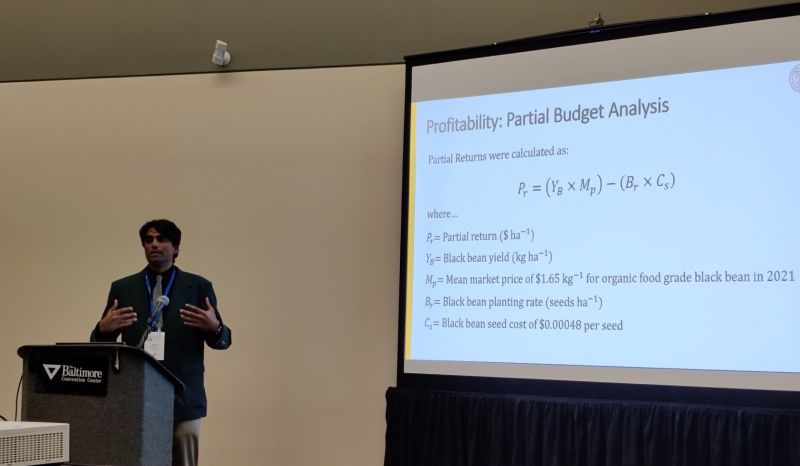 Profitability: Partial Budget Analysis
Partial Returns were calculated as:
Pᵣ = (Y_B × Mₚ) − (Bᵣ × Cₛ)
where...
Pᵣ= Partial return ($ ha⁻¹)
Y_B= Black bean yield (kg ha⁻¹)
Mₚ= Mean market price of $1.65 kg⁻¹ for organic food grade black bean in 2021
Bᵣ= Black bean planting rate (seeds ha⁻¹)
Cₛ= Black bean seed cost of $0.00048 per seed
The
Baltimore
Convention Center